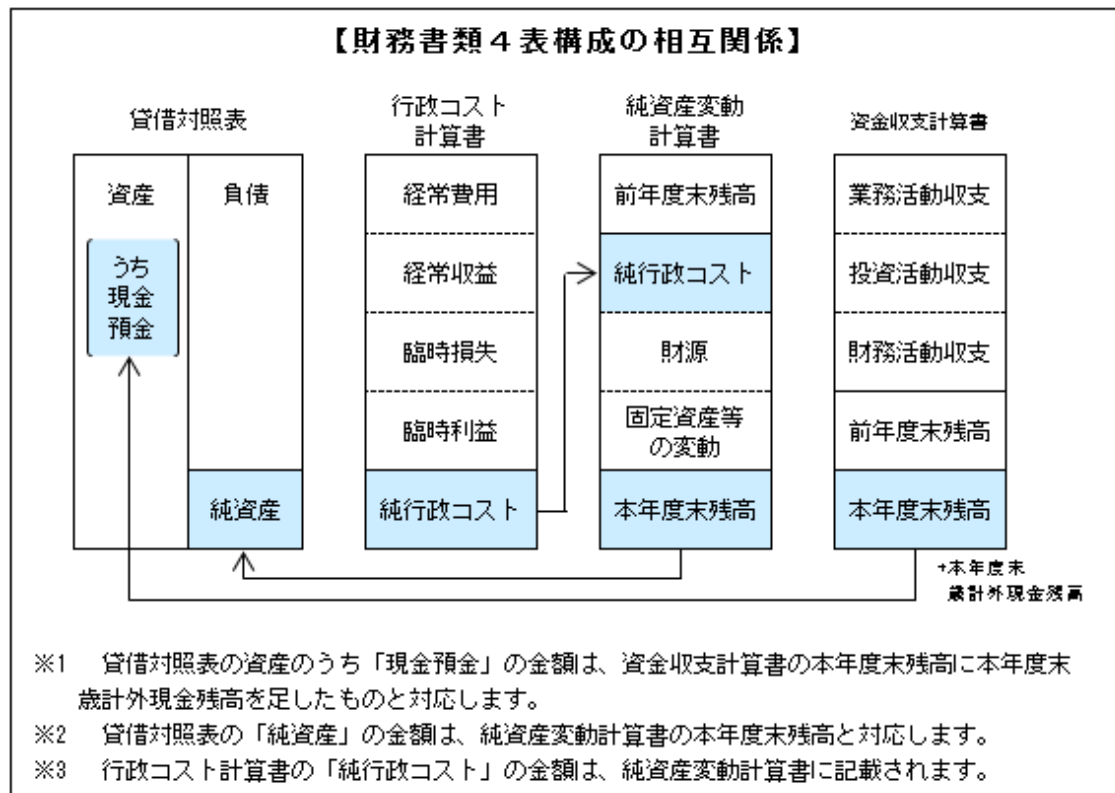 【財務書類４表構成の相互関係】
貸借対照表
資産
負債
うち
現金
預金
純資産
行政コスト
計算書
経常費用
経常収益
臨時損失
臨時利益
純行政コスト
純資産変動
計算書
前年度末残高
純行政コスト
財源
固定資産等
の変動
本年度末残高
資金収支計算書
業務活動収支
投資活動収支
財務活動収支
前年度末残高
本年度末残高
+本年度末
歳計外現金残高
※1 貸借対照表の資産のうち「現金預金」の金額は、資金収支計算書の本年度末残高に本年度末
歳計外現金残高を足したものと対応します。
※2 貸借対照表の「純資産」の金額は、純資産変動計算書の本年度末残高と対応します。
※3 行政コスト計算書の「純行政コスト」の金額は、純資産変動計算書に記載されます。